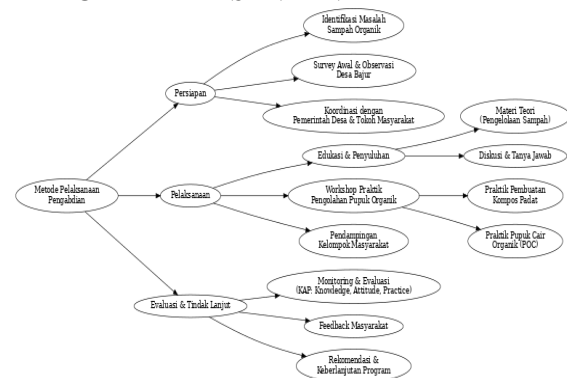 Identifikasi Masalah
Sampah Organik
Survey Awal & Observasi
Desa Bajur
Persiapan
Koordinasi dengan
Pemerintah Desa & Tokoh Masyarakat
Materi Teori
(Pengelolaan Sampah)
Edukasi & Penyuluhan
Diskusi & Tanya Jawab
Metode Pelaksanaan
Pengabdian
Pelaksanaan
Workshop Praktik
Pengolahan Pupuk Organik
Praktik Pembuatan
Kompos Padat
Pendampingan
Kelompok Masyarakat
Praktik Pupuk Cair
Organik (POC)
Monitoring & Evaluasi
(KAP: Knowledge, Attitude, Practice)
Evaluasi & Tindak Lanjut
Feedback Masyarakat
Rekomendasi &
Keberlanjutan Program